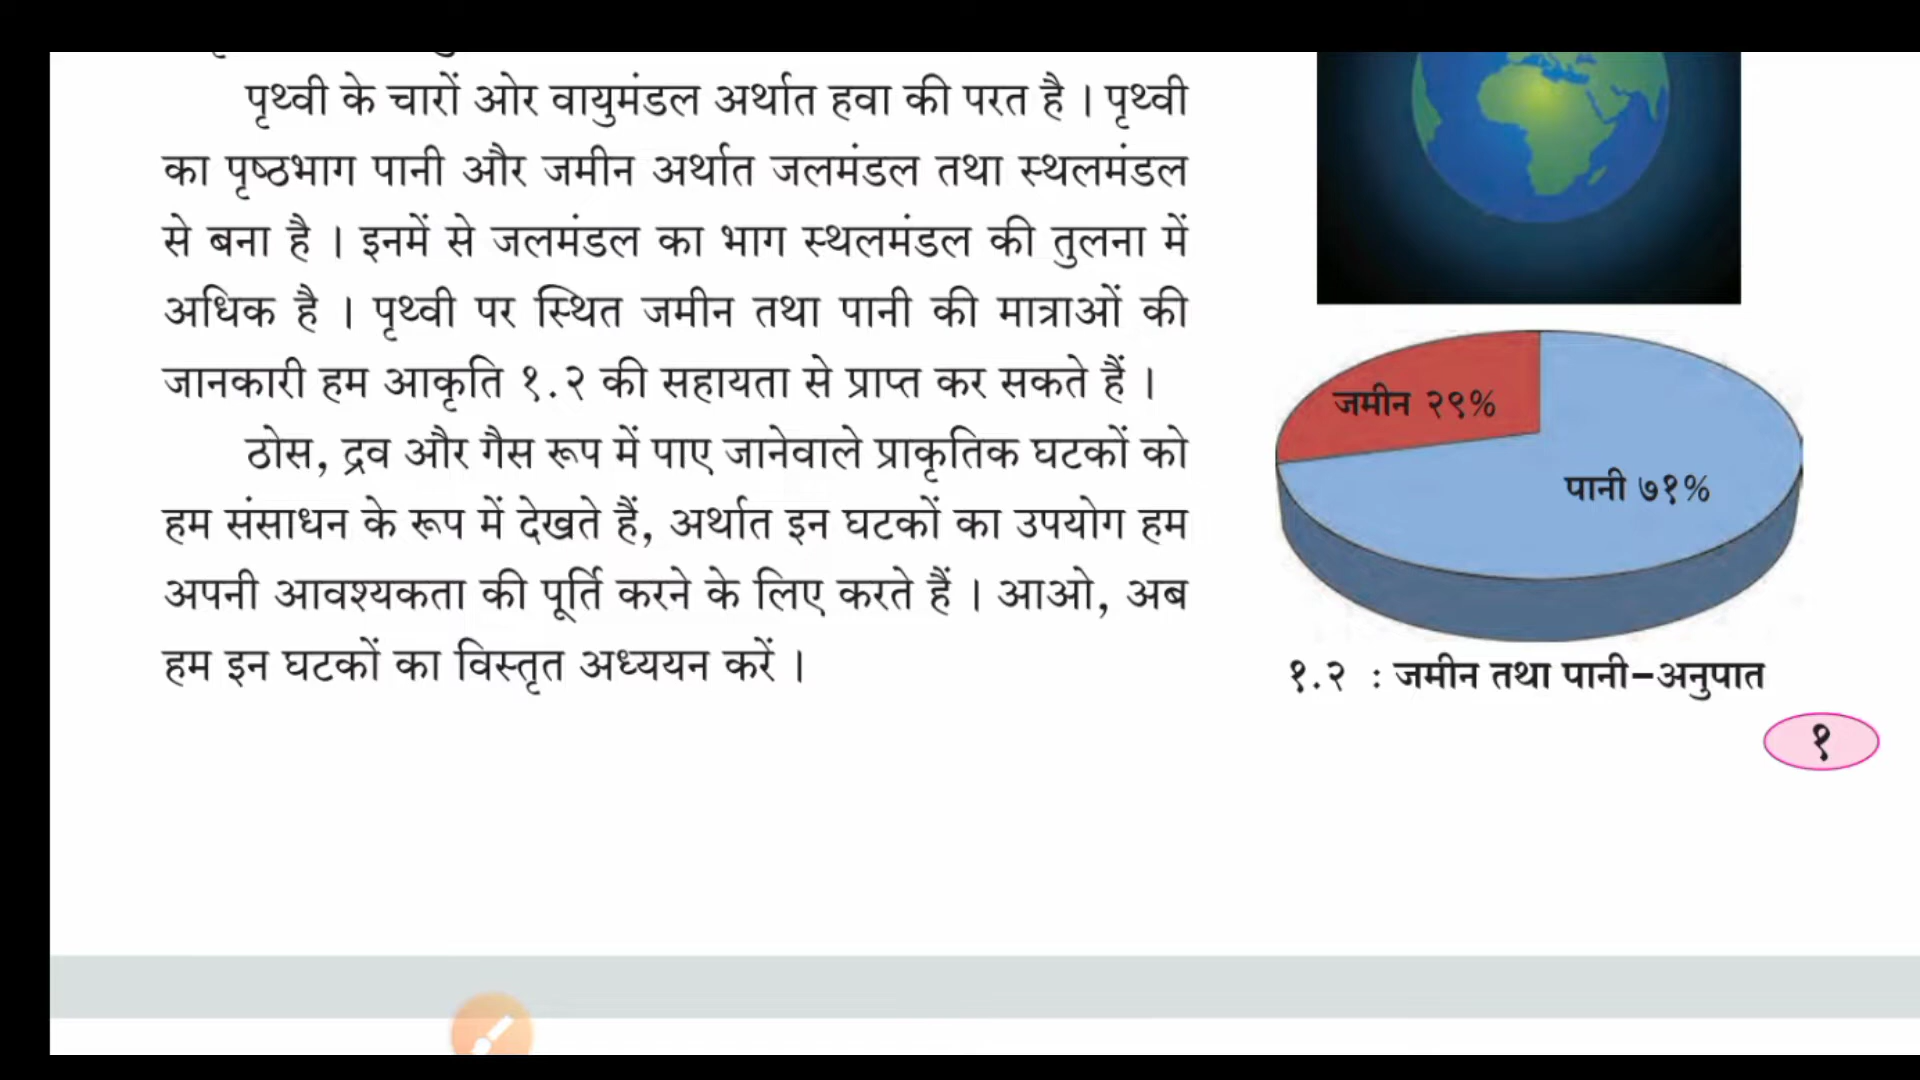 पृथ्वी के चारों ओर वायुमंडल अर्थात हवा की परत है । पृथ्वी
का पृष्ठभाग पानी और जमीन अर्थात जलमंडल तथा स्थलमंडल
से बना है । इनमें से जलमंडल का भाग स्थलमंडल की तुलना में
अधिक है । पृथ्वी पर स्थित जमीन तथा पानी की मात्राओं की
जानकारी हम आकृति १.२ की सहायता से प्राप्त कर सकते हैं ।
ठोस, द्रव और गैस रूप में पाए जानेवाले प्राकृतिक घटकों को
हम संसाधन के रूप में देखते हैं, अर्थात इन घटकों का उपयोग हम
अपनी आवश्यकता की पूर्ति करने के लिए करते हैं । आओ, अब
हम इन घटकों का विस्तृत अध्ययन करें ।
जमीन २९%
पानी ७१%
१.२ : जमीन तथा पानी–अनुपात
१